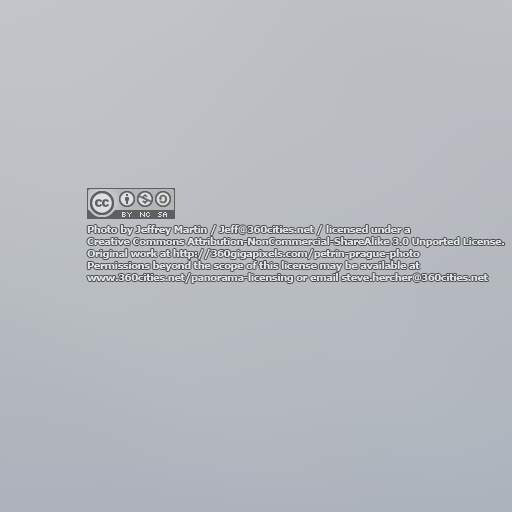 cc BY NC SA
Photo by Jeffrey Martin / Jeff@360cities.net / licensed under a
Creative Commons Attribution-NonCommercial-ShareAlike 3.0 Unported License.
Original work at http://360gigapixels.com/petrin-prague-photo
Permissions beyond the scope of this license may be available at
www.360cities.net/panorama-licensing or email steve.hercher@360cities.net